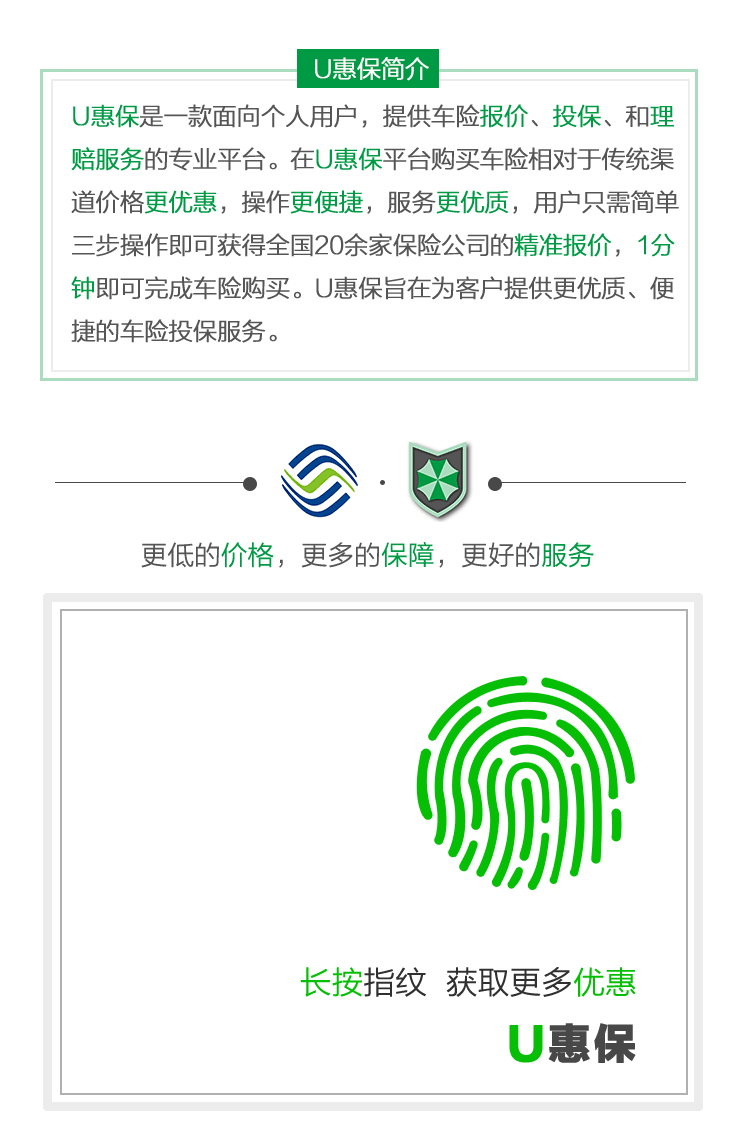 U惠保简介
U惠保是一款面向个人用户，提供车险报价、投保、和理
赔服务的专业平台。在U惠保平台购买车险相对于传统渠
道价格更优惠，操作更便捷，服务更优质，用户只需简单
三步操作即可获得全国20余家保险公司的精准报价，1分
钟即可完成车险购买。U惠保旨在为客户提供更优质、便
捷的车险投保服务。
更低的价格，更多的保障，更好的服务
长按指纹 获取更多优惠
U惠保